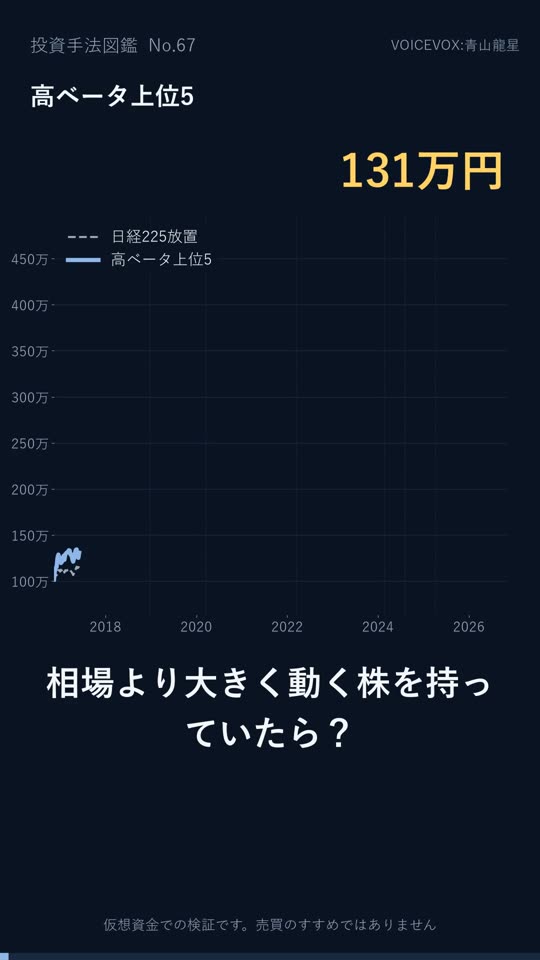 投資手法図鑑 No.67
VOICEVOX:青山龍星
高ベータ上位5
131万円
日経225放置
高ベータ上位5
450万
400万
350万
300万
250万
200万
150万
100万
2018 2020 2022 2024 2026
相場より大きく動く株を持っ
ていたら？
仮想資金での検証です。売買のすすめではありません